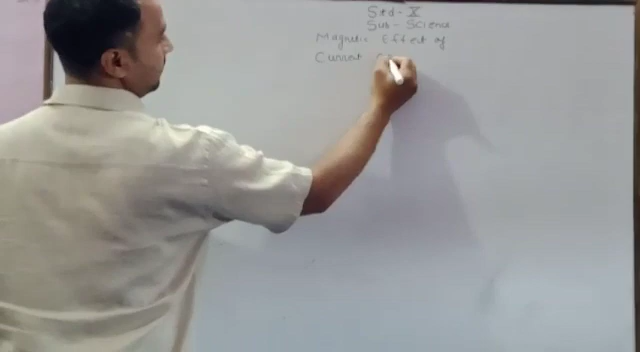 Std - X
Sub - Science
Magnetic Effect of
Current